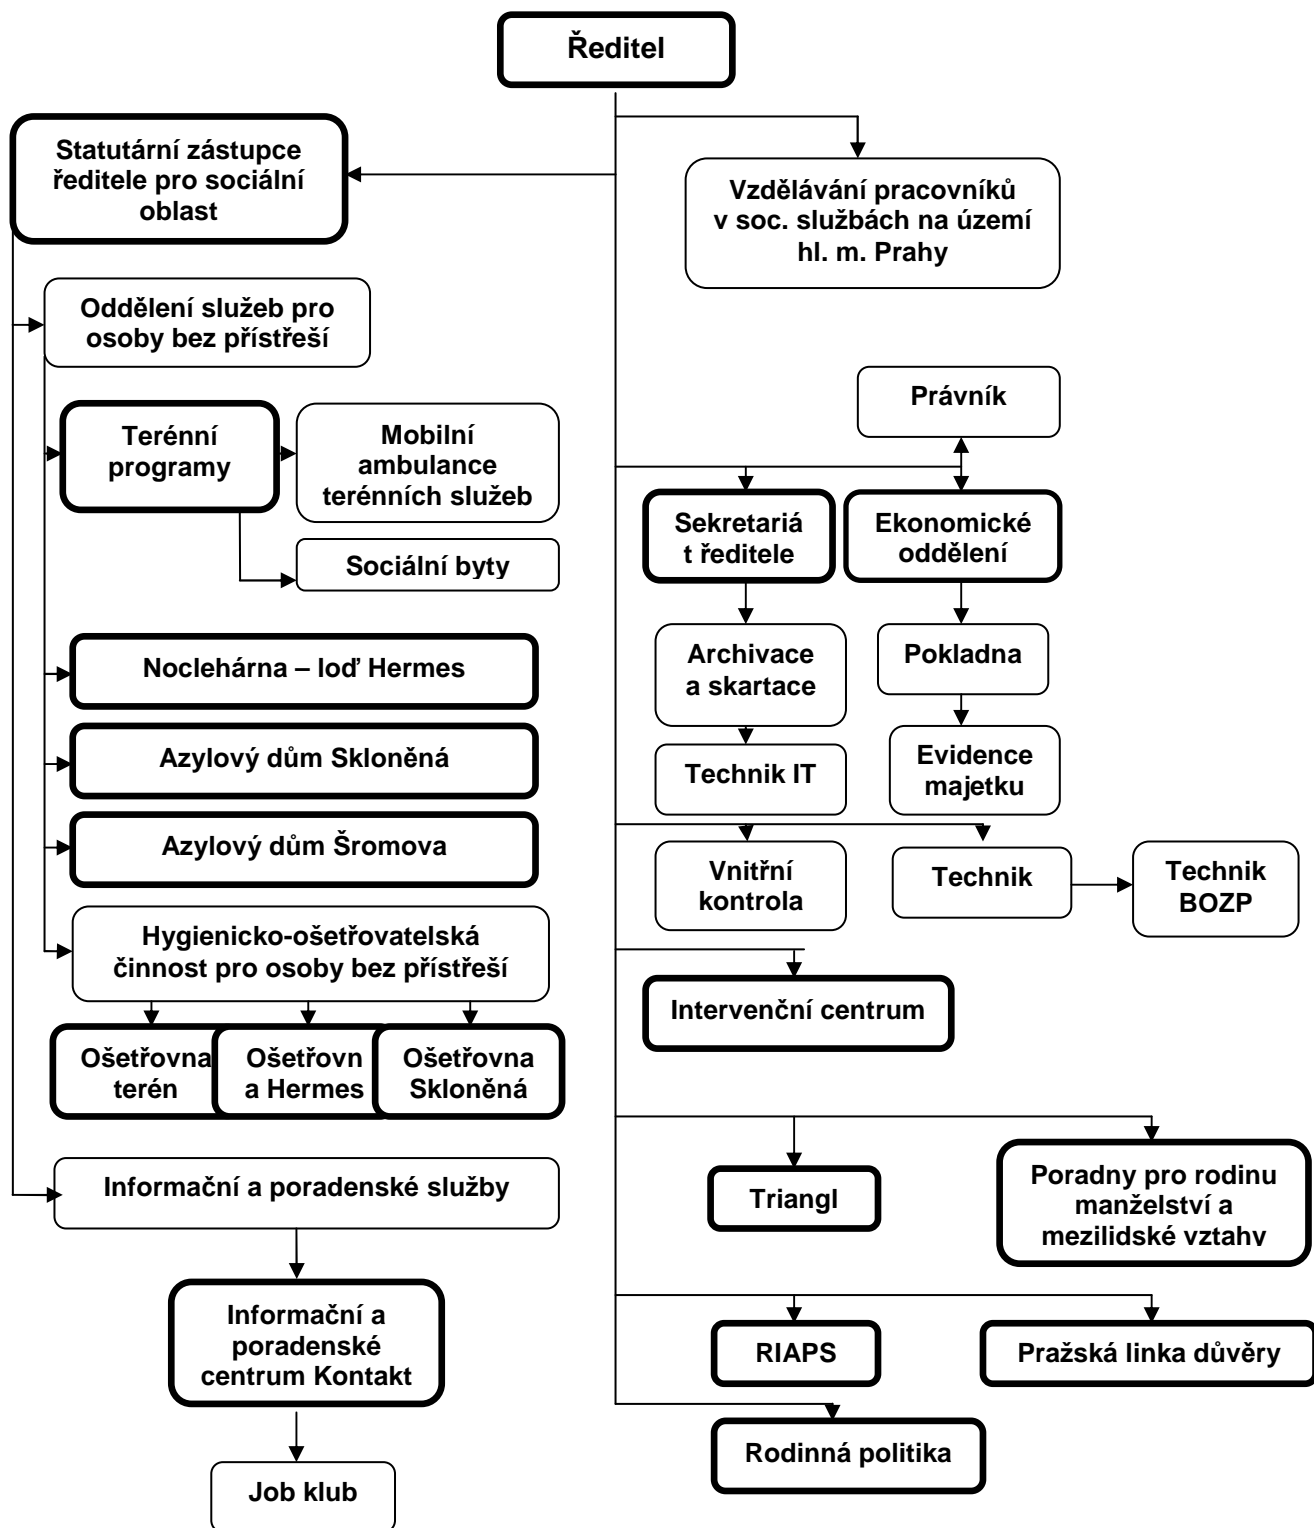 Ředitel
Statutární zástupce
ředitele pro sociální
oblast
Vzdělávání pracovníků
v soc. službách na území
hl. m. Prahy
Oddělení služeb pro
osoby bez přístřeší
Právník
Terénní
programy
Mobilní
ambulance
terénních služeb
Sociální byty
Sekretariá
t ředitele
Ekonomické
oddělení
Archivace
a skartace
Pokladna
Noclehárna – loď Hermes
Azylový dům Skloněná
Technik IT
Evidence
majetku
Azylový dům Šromova
Vnitřní
kontrola
Technik
Technik
BOZP
Hygienicko-ošetřovatelská
činnost pro osoby bez přístřeší
Intervenční centrum
Ošetřovna
terén
Ošetřovn
a Hermes
Ošetřovna
Skloněná
Informační a poradenské služby
Triangl
Poradny pro rodinu
manželství a
mezilidské vztahy
Informační a
poradenské
centrum Kontakt
RIAPS
Pražská linka důvěry
Rodinná politika
Job klub